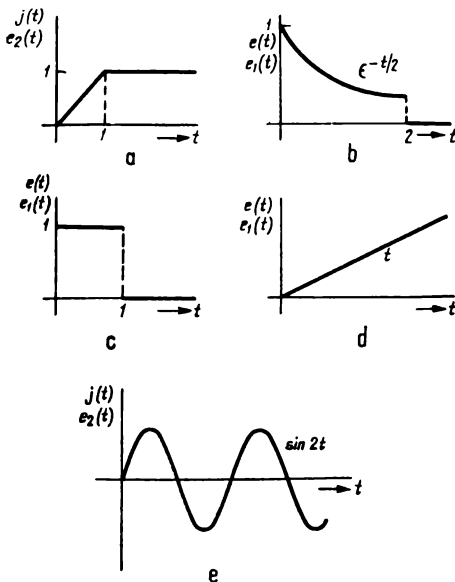 j(t)
e₂(t)
1
1
t
a
1
e(t)
e₁(t)
ϵ^{-t/2}
2
t
b
e(t)
e₁(t)
1
1
t
c
e(t)
e₁(t)
t
t
d
j(t)
e₂(t)
sin 2t
t
e